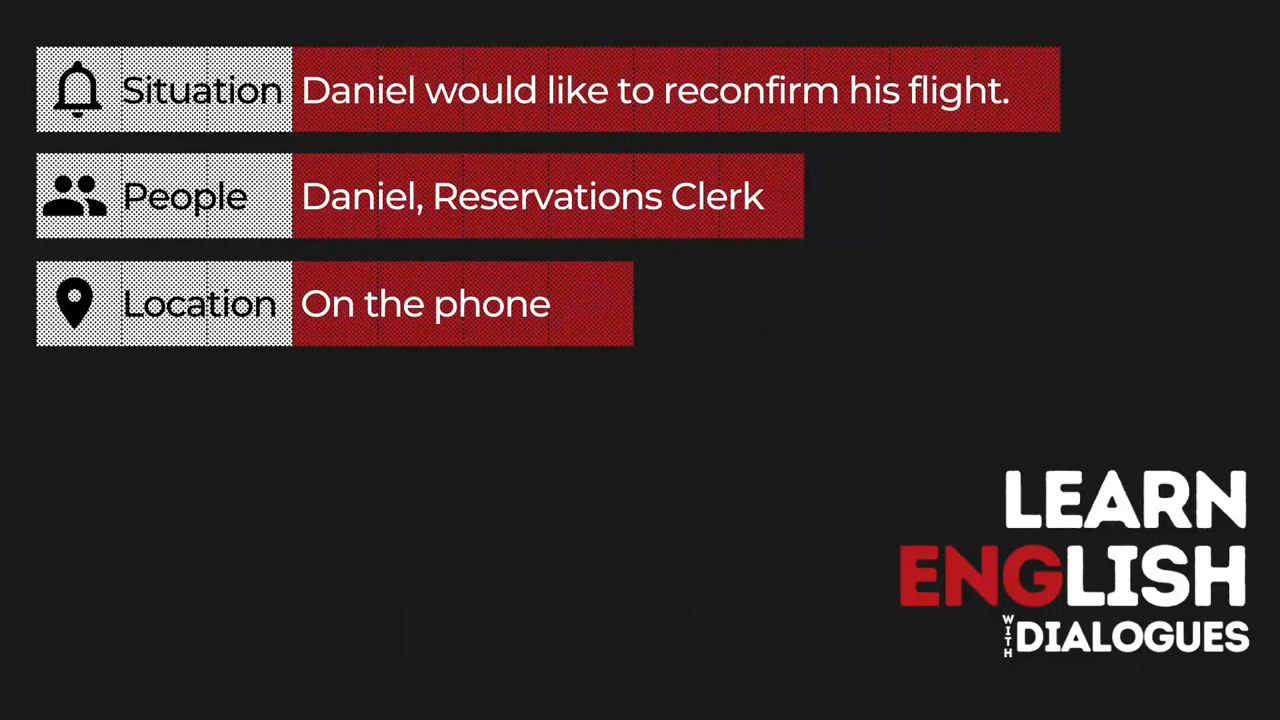 Situation Daniel would like to reconfirm his flight.
People Daniel, Reservations Clerk
Location On the phone
LEARN
ENGLISH
WITH DIALOGUES